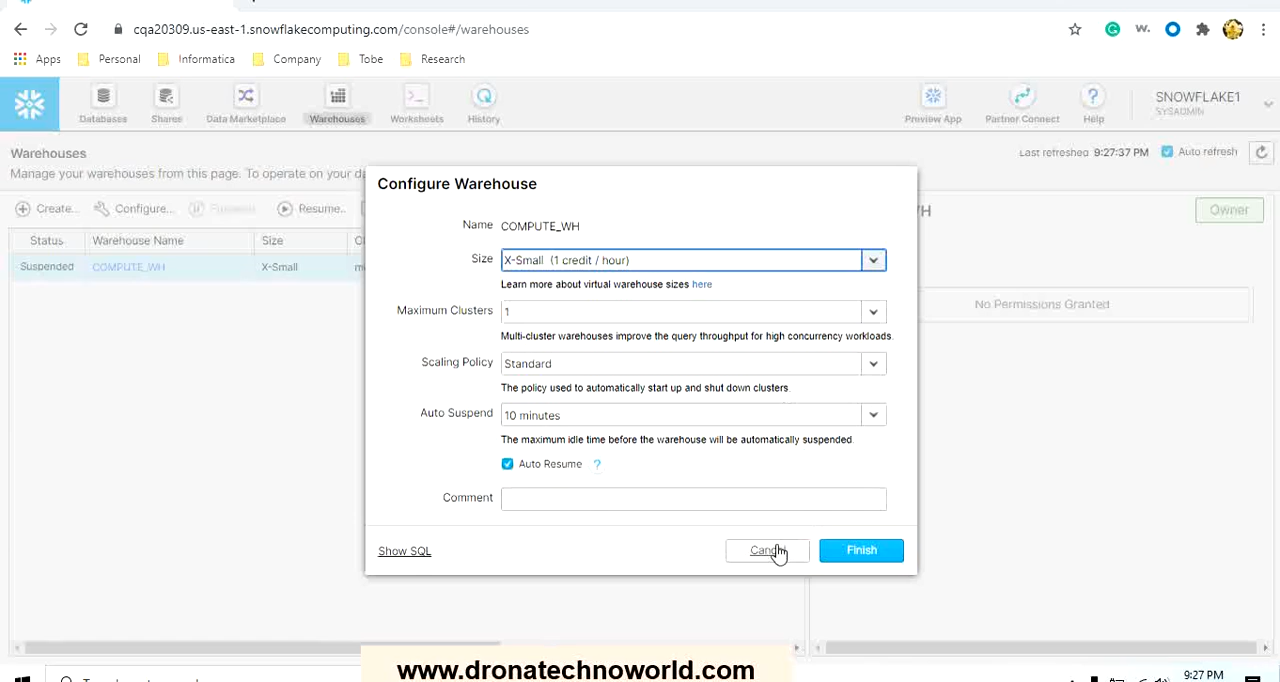 cqa20309.us-east-1.snowflakecomputing.com/console#/warehouses
Apps Personal Informatica Company Tobe Research
Databases Shares Data Marketplace Warehouses Worksheets History Preview App Partner Connect Help
SNOWFLAKE1
SYSADMIN
Warehouses
Last refreshed 9:27:37 PM Auto refresh
Manage your warehouses from this page. To operate on your da
Create... Configure... Resume..
Owner
Status Warehouse Name Size
Suspended COMPUTE_WH X-Small
No Permissions Granted
Configure Warehouse
Name COMPUTE_WH
Size X-Small (1 credit / hour)
Learn more about virtual warehouse sizes here
Maximum Clusters 1
Multi-cluster warehouses improve the query throughput for high concurrency workloads.
Scaling Policy Standard
The policy used to automatically start up and shut down clusters.
Auto Suspend 10 minutes
The maximum idle time before the warehouse will be automatically suspended.
Auto Resume ?
Comment
Show SQL Cancel Finish
www.dronatechnoworld.com
9:27 PM